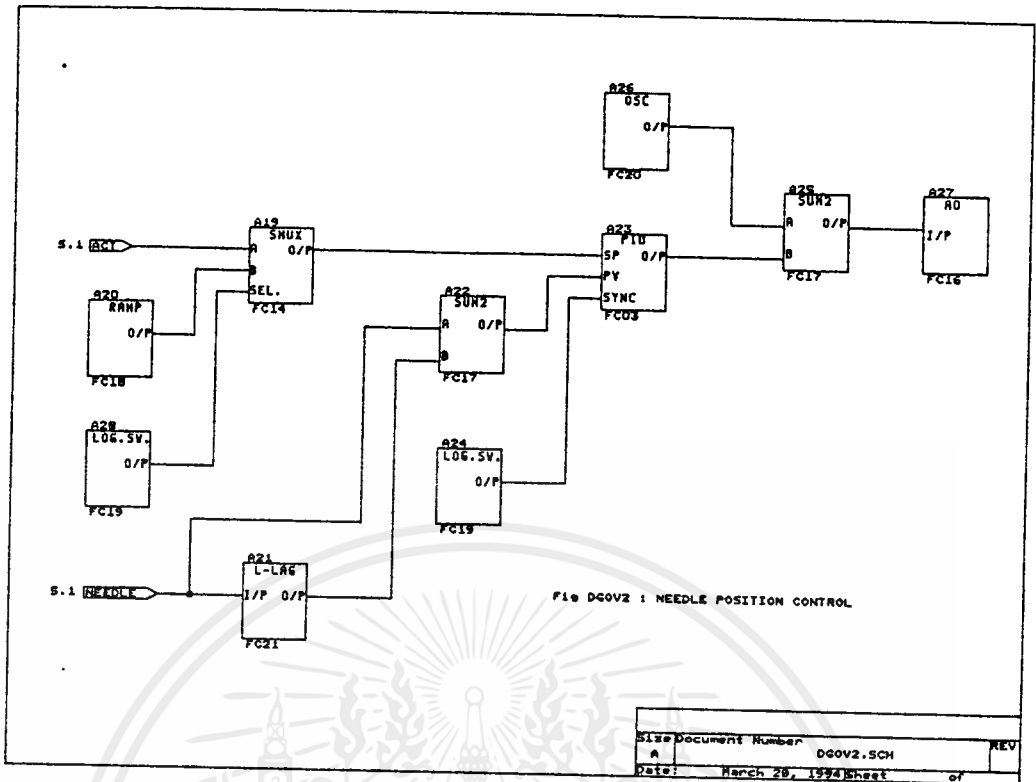 A26
OSC
O/P
FC20
A25
SUM2
A
O/P
B
FC17
A27
AO
I/P
FC16
A19
SMUX
S.1 ACT
A
O/P
B
SEL.
FC14
A23
PID
SP
O/P
PV
SYNC
FC03
A20
RAMP
O/P
FC18
A22
SUM2
A
O/P
B
FC17
A28
LOG.SW.
O/P
FC19
A24
LOG.SW.
O/P
FC19
A21
L-LAG
S.1 NEEDLE
I/P O/P
FC21
Fig DGOV2 : NEEDLE POSITION CONTROL
Size Document Number REV
A DGOV2.SCH
Date: March 28, 1994 Sheet of